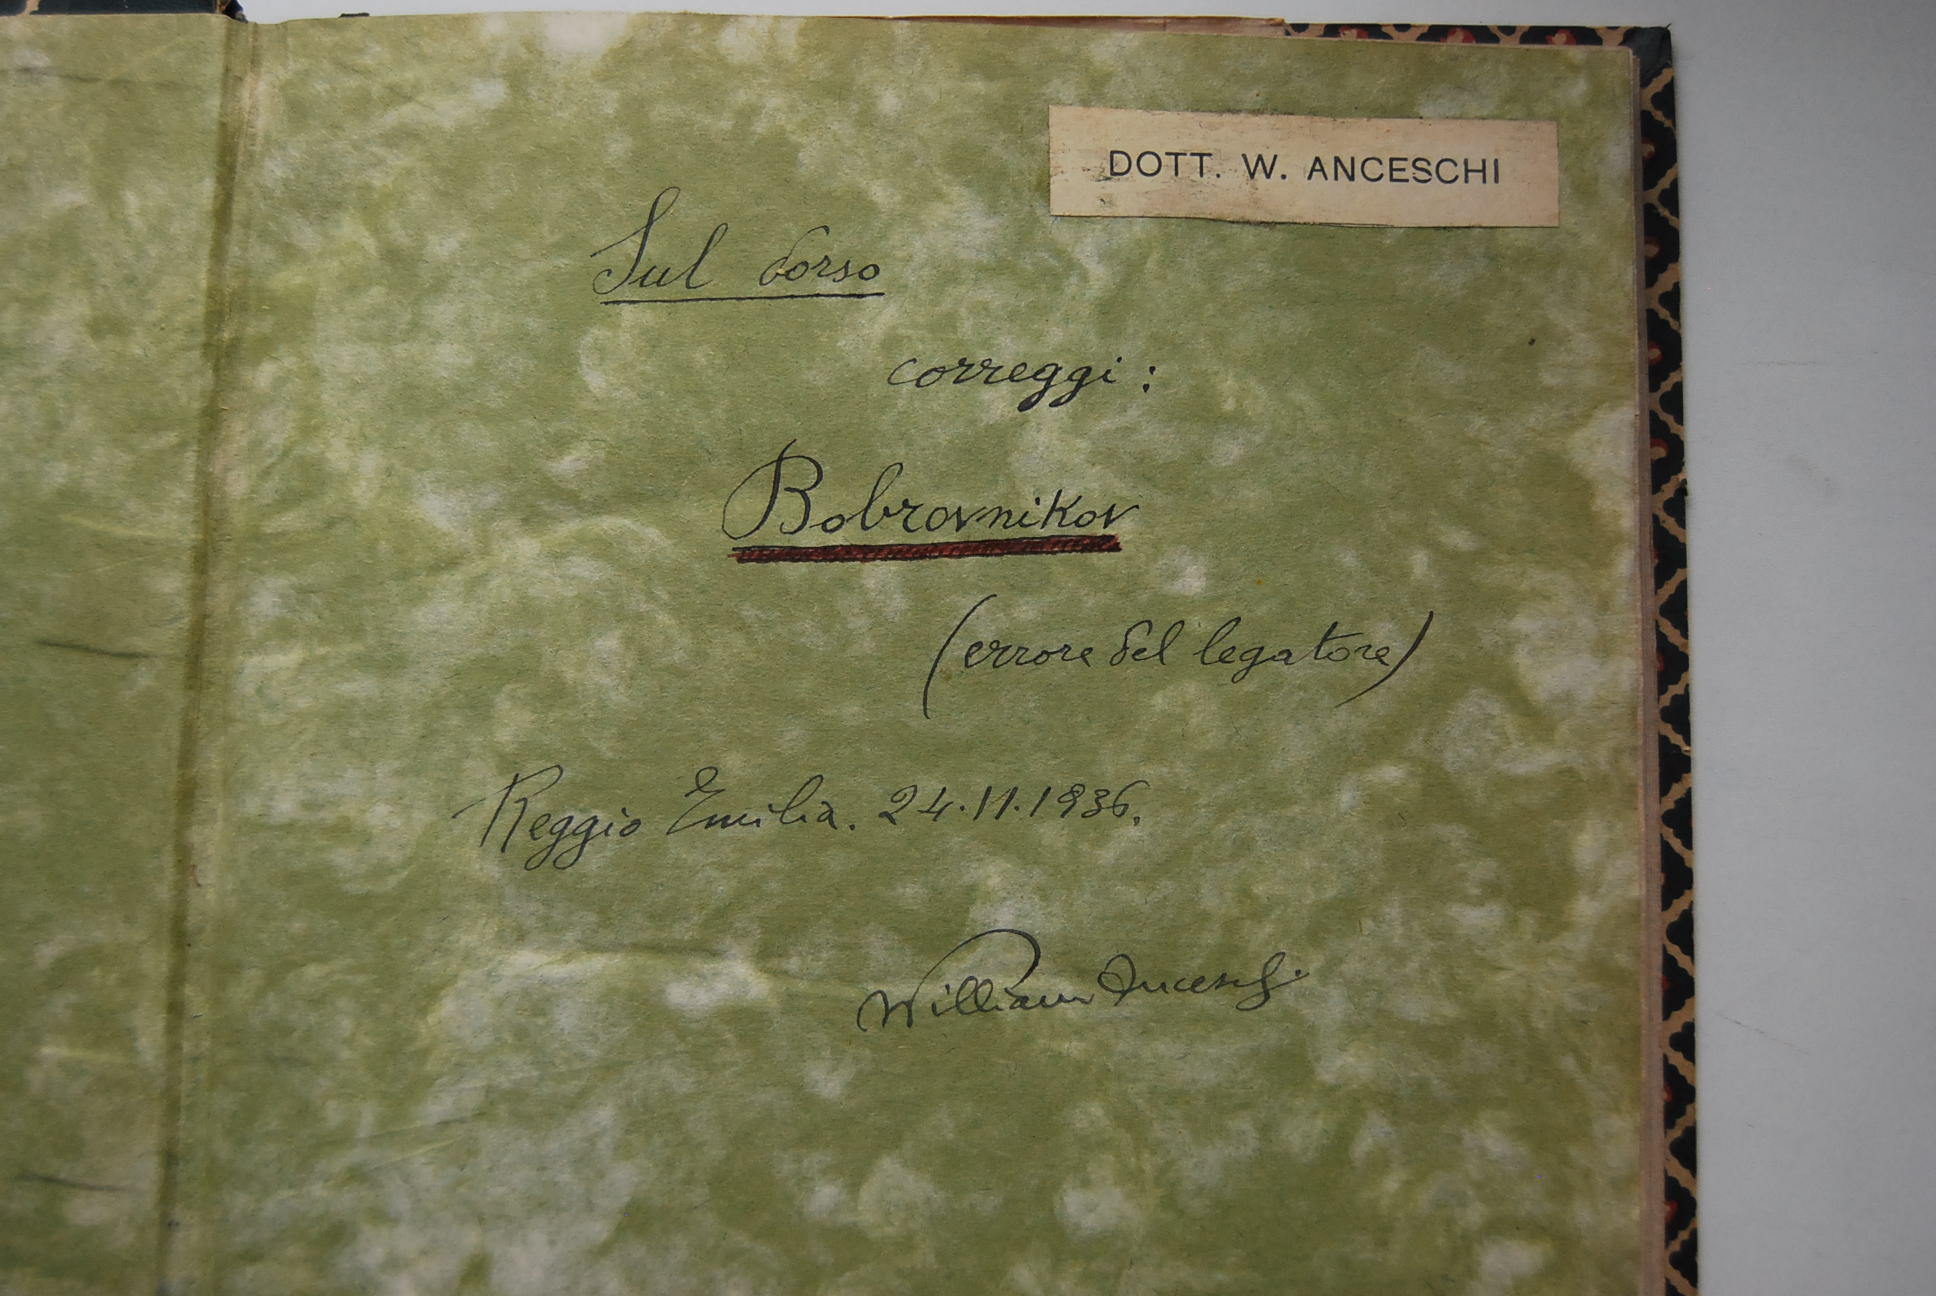 DOTT. W. ANCESCHI
Sul dorso
correggi:
Bobrovnikov
(errore del legatore)
Reggio Emilia. 24.11.1936.
William Anceschi